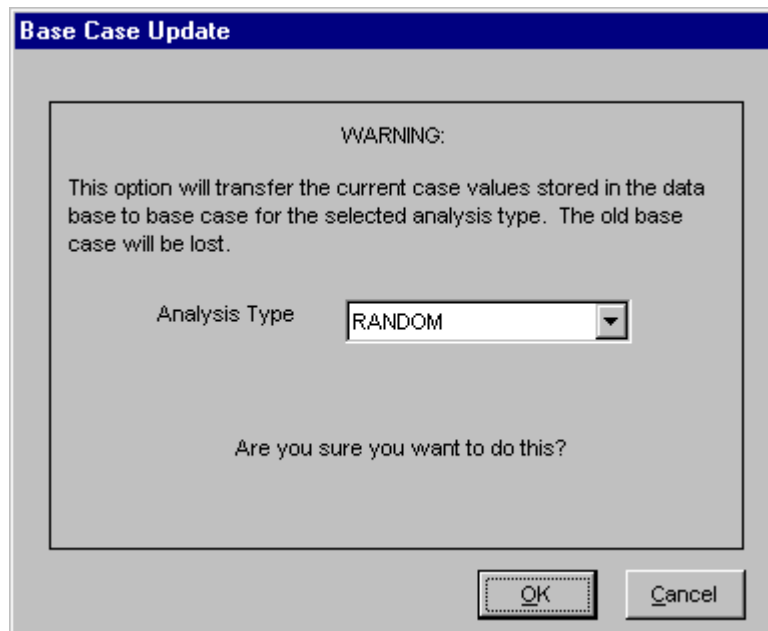 Base Case Update
WARNING:
This option will transfer the current case values stored in the data
base to base case for the selected analysis type.  The old base
case will be lost.
Analysis Type
RANDOM
Are you sure you want to do this?
OK
Cancel